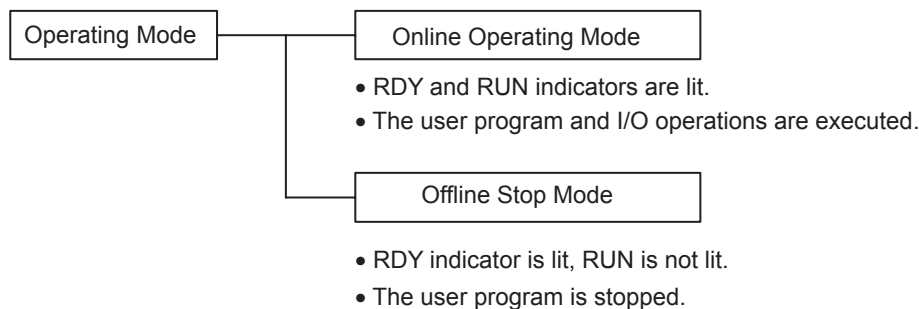 Operating Mode
Online Operating Mode
• RDY and RUN indicators are lit.
• The user program and I/O operations are executed.
Offline Stop Mode
• RDY indicator is lit, RUN is not lit.
• The user program is stopped.